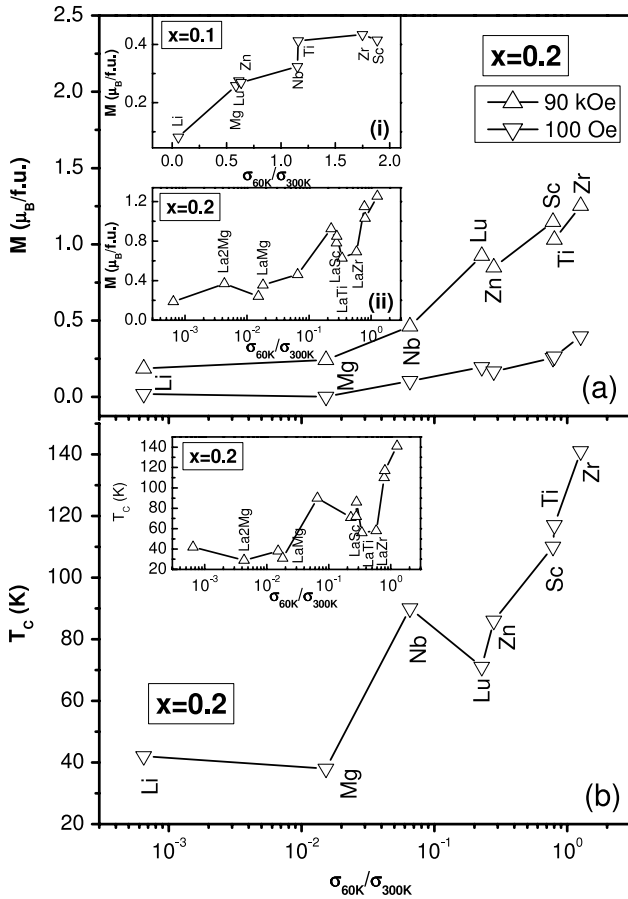 2.5
2.0
1.5
1.0
0.5
0.0
M (μB/f.u.)
(a)
x=0.2
90 kOe
100 Oe
Li
Mg
Nb
Lu
Zn
Sc
Ti
Zr
x=0.1
0.4
0.2
M (μB/f.u.)
Li
Mg
Lu
Zn
Nb
Ti
Zr
Sc
(i)
0.0 0.5 1.0 1.5 2.0
σ60K/σ300K
x=0.2
1.2
0.8
0.4
0.0
M (μB/f.u.)
La2Mg
LaMg
LaSc
LaTi
LaZr
(ii)
10-3 10-2 10-1 100
σ60K/σ300K
140
120
100
80
60
40
20
TC (K)
x=0.2
140
120
100
80
60
40
20
TC (K)
La2Mg
LaMg
LaSc
LaTi
LaZr
10-3 10-2 10-1 100
σ60K/σ300K
x=0.2
Li
Mg
Nb
Lu
Zn
Sc
Ti
Zr
(b)
10-3 10-2 10-1 100
σ60K/σ300K